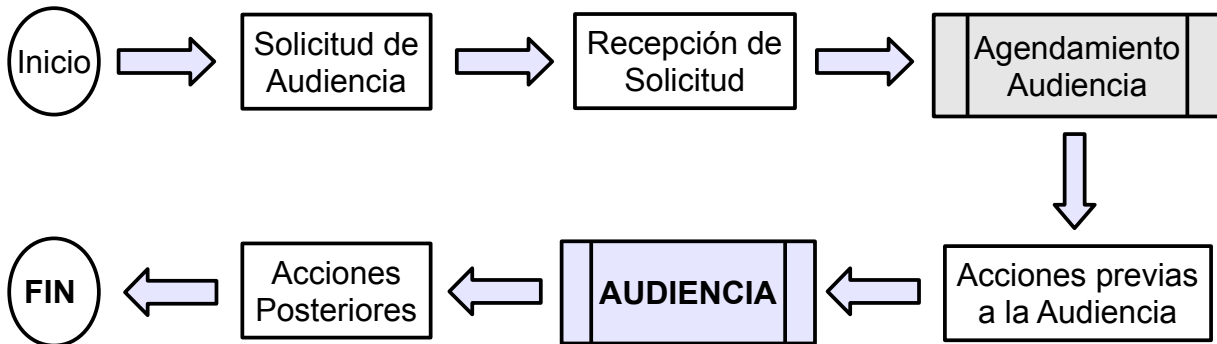 Inicio
Solicitud de
Audiencia
Recepción de
Solicitud
Agendamiento
Audiencia
Acciones previas
a la Audiencia
AUDIENCIA
Acciones
Posteriores
FIN